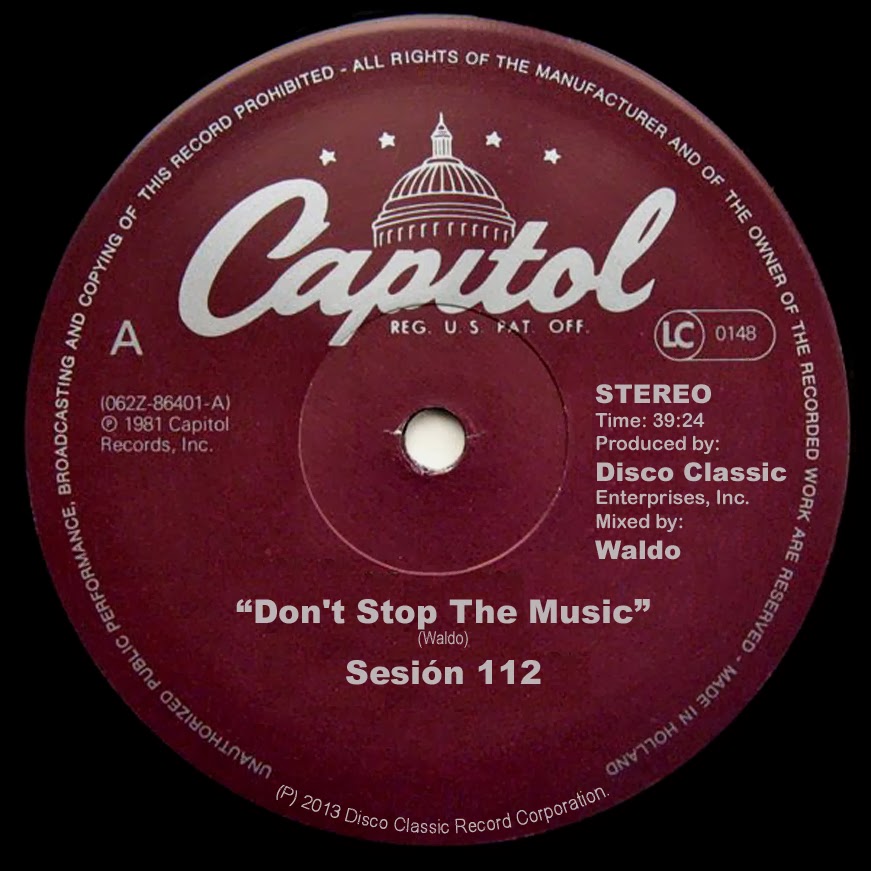 UNAUTHORIZED PUBLIC PERFORMANCE, BROADCASTING AND COPYING OF THIS RECORD PROHIBITED - ALL RIGHTS OF THE MANUFACTURER AND OF THE OWNER OF THE RECORDED WORK ARE RESERVED - MADE IN HOLLAND
Capitol
REG. U.S. PAT. OFF.
A
LC 0148
(062Z-86401-A)
℗ 1981 Capitol
Records, Inc.
STEREO
Time: 39:24
Produced by:
Disco Classic
Enterprises, Inc.
Mixed by:
Waldo
“Don't Stop The Music”
(Waldo)
Sesión 112
(P) 2013 Disco Classic Record Corporation.